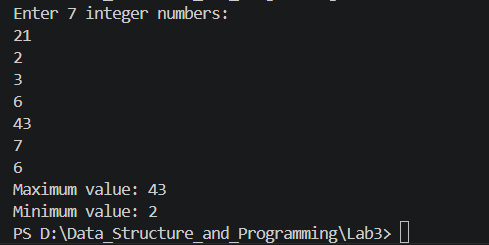 Enter 7 integer numbers:
21
2
3
6
43
7
6
Maximum value: 43
Minimum value: 2
PS D:\Data_Structure_and_Programming\Lab3>